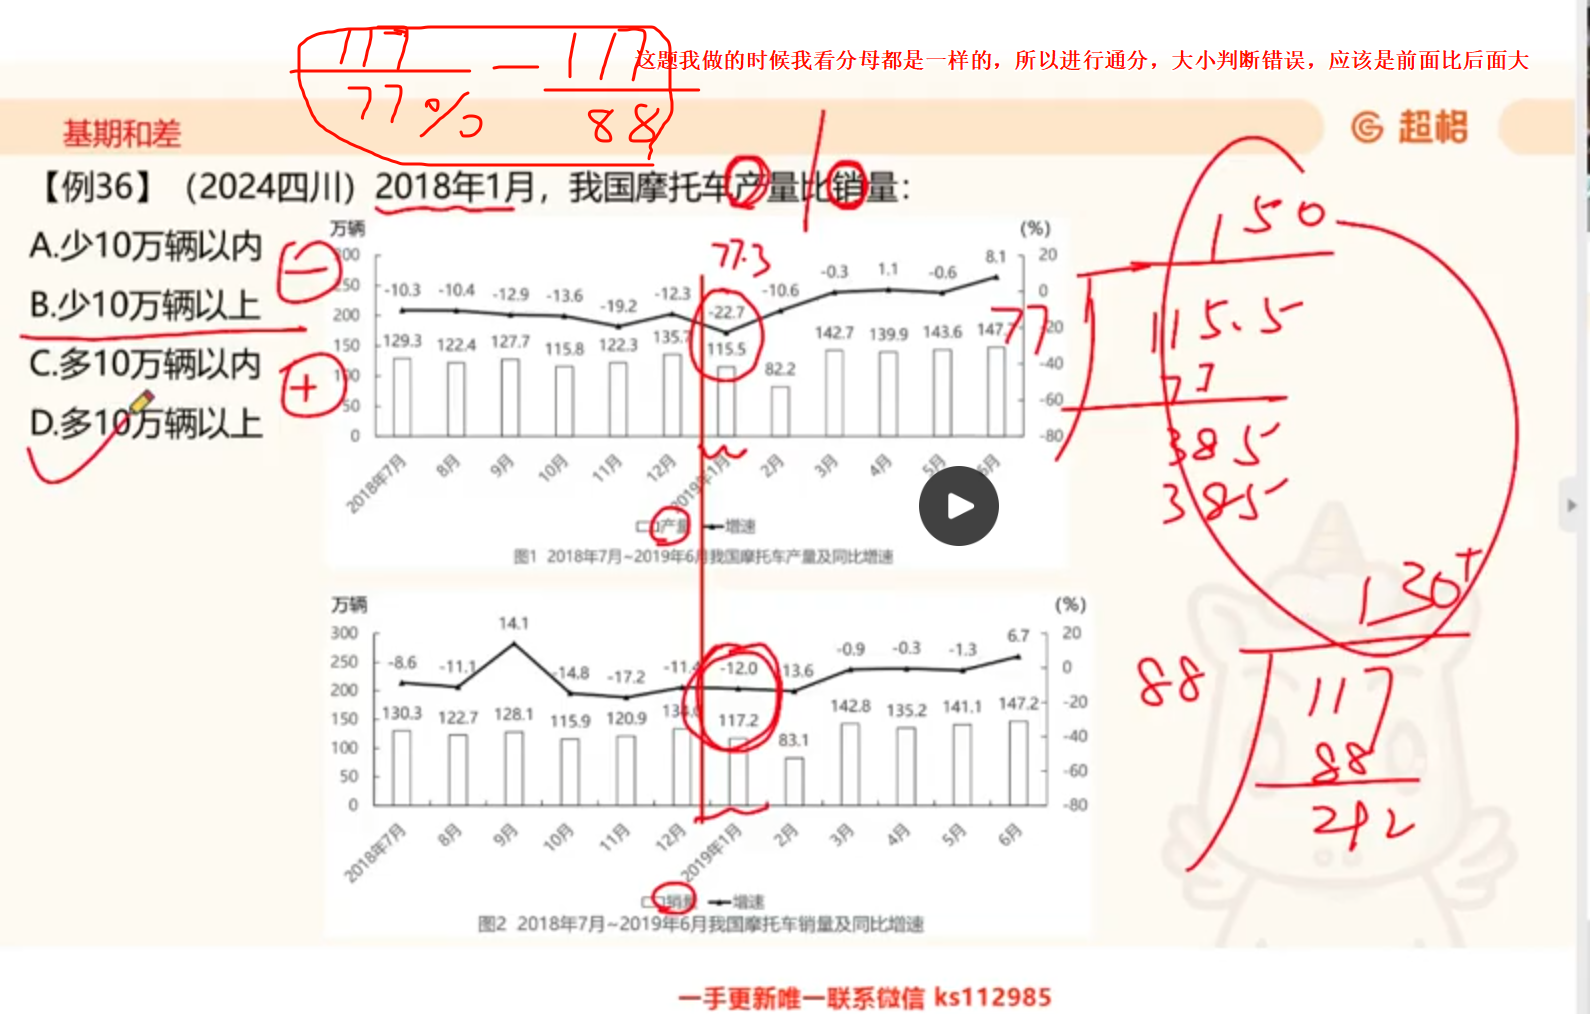 117 — 117
77% 88
这题我做的时候我看分母都是一样的，所以进行通分，大小判断错误，应该是前面比后面大
基期和差
超格
【例36】（2024四川）2018年1月，我国摩托车产量比销量：
A.少10万辆以内
B.少10万辆以上
C.多10万辆以内
D.多10万辆以上
−
+
77.3
万辆
(%)
-10.3 -10.4 -12.9 -13.6 -19.2 -12.3 -22.7 -10.6 -0.3 1.1 -0.6 8.1
129.3 122.4 127.7 115.8 122.3 135.7 115.5 82.2 142.7 139.9 143.6 147.
200
150
100
50
0
20
0
-40
-60
-80
2018年7月 8月 9月 10月 11月 12月 2019年1月 2月 3月 4月 5月 6月
产量 增速
图1 2018年7月~2019年6月我国摩托车产量及同比增速
万辆
(%)
-8.6 -11.1 14.1 -14.8 -17.2 -11.4 -12.0 13.6 -0.9 -0.3 -1.3 6.7
130.3 122.7 128.1 115.9 120.9 117.2 83.1 142.8 135.2 141.1 147.2
300
250
200
150
100
50
0
20
0
-20
-40
-60
-80
2018年7月 8月 9月 10月 11月 12月 2019年1月 2月 3月 4月 5月 6月
销量 增速
图2 2018年7月~2019年6月我国摩托车销量及同比增速
150
77 115.5
77
385
385
130+
88 117
88
292
一手更新唯一联系微信 ks112985